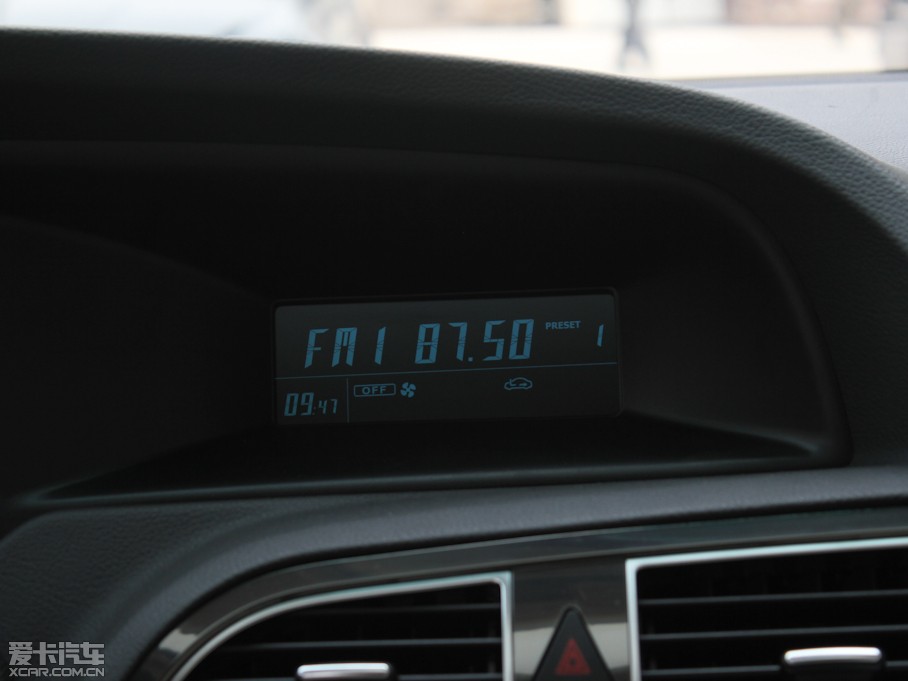 FM1 87.50 PRESET 1
09:47 OFF
爱卡汽车
XCAR.COM.CN